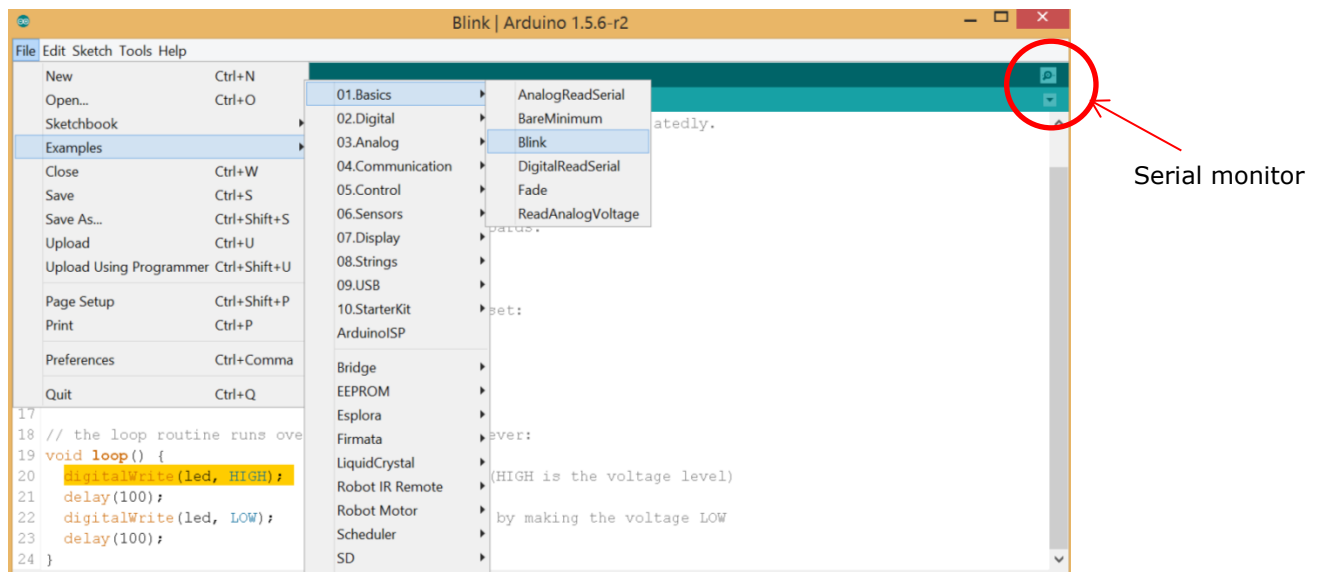 Blink | Arduino 1.5.6-r2
File Edit Sketch Tools Help
New Ctrl+N
Open... Ctrl+O
Sketchbook
Examples
Close Ctrl+W
Save Ctrl+S
Save As... Ctrl+Shift+S
Upload Ctrl+U
Upload Using Programmer Ctrl+Shift+U
Page Setup Ctrl+Shift+P
Print Ctrl+P
Preferences Ctrl+Comma
Quit Ctrl+Q
01.Basics
02.Digital
03.Analog
04.Communication
05.Control
06.Sensors
07.Display
08.Strings
09.USB
10.StarterKit
ArduinoISP
Bridge
EEPROM
Esplora
Firmata
LiquidCrystal
Robot IR Remote
Robot Motor
Scheduler
SD
AnalogReadSerial
BareMinimum
Blink
DigitalReadSerial
Fade
ReadAnalogVoltage
atedly.
set:
17
18 // the loop routine runs ove ever:
19 void loop() {
20 digitalWrite(led, HIGH); (HIGH is the voltage level)
21 delay(100);
22 digitalWrite(led, LOW); by making the voltage LOW
23 delay(100);
24 }
Serial monitor